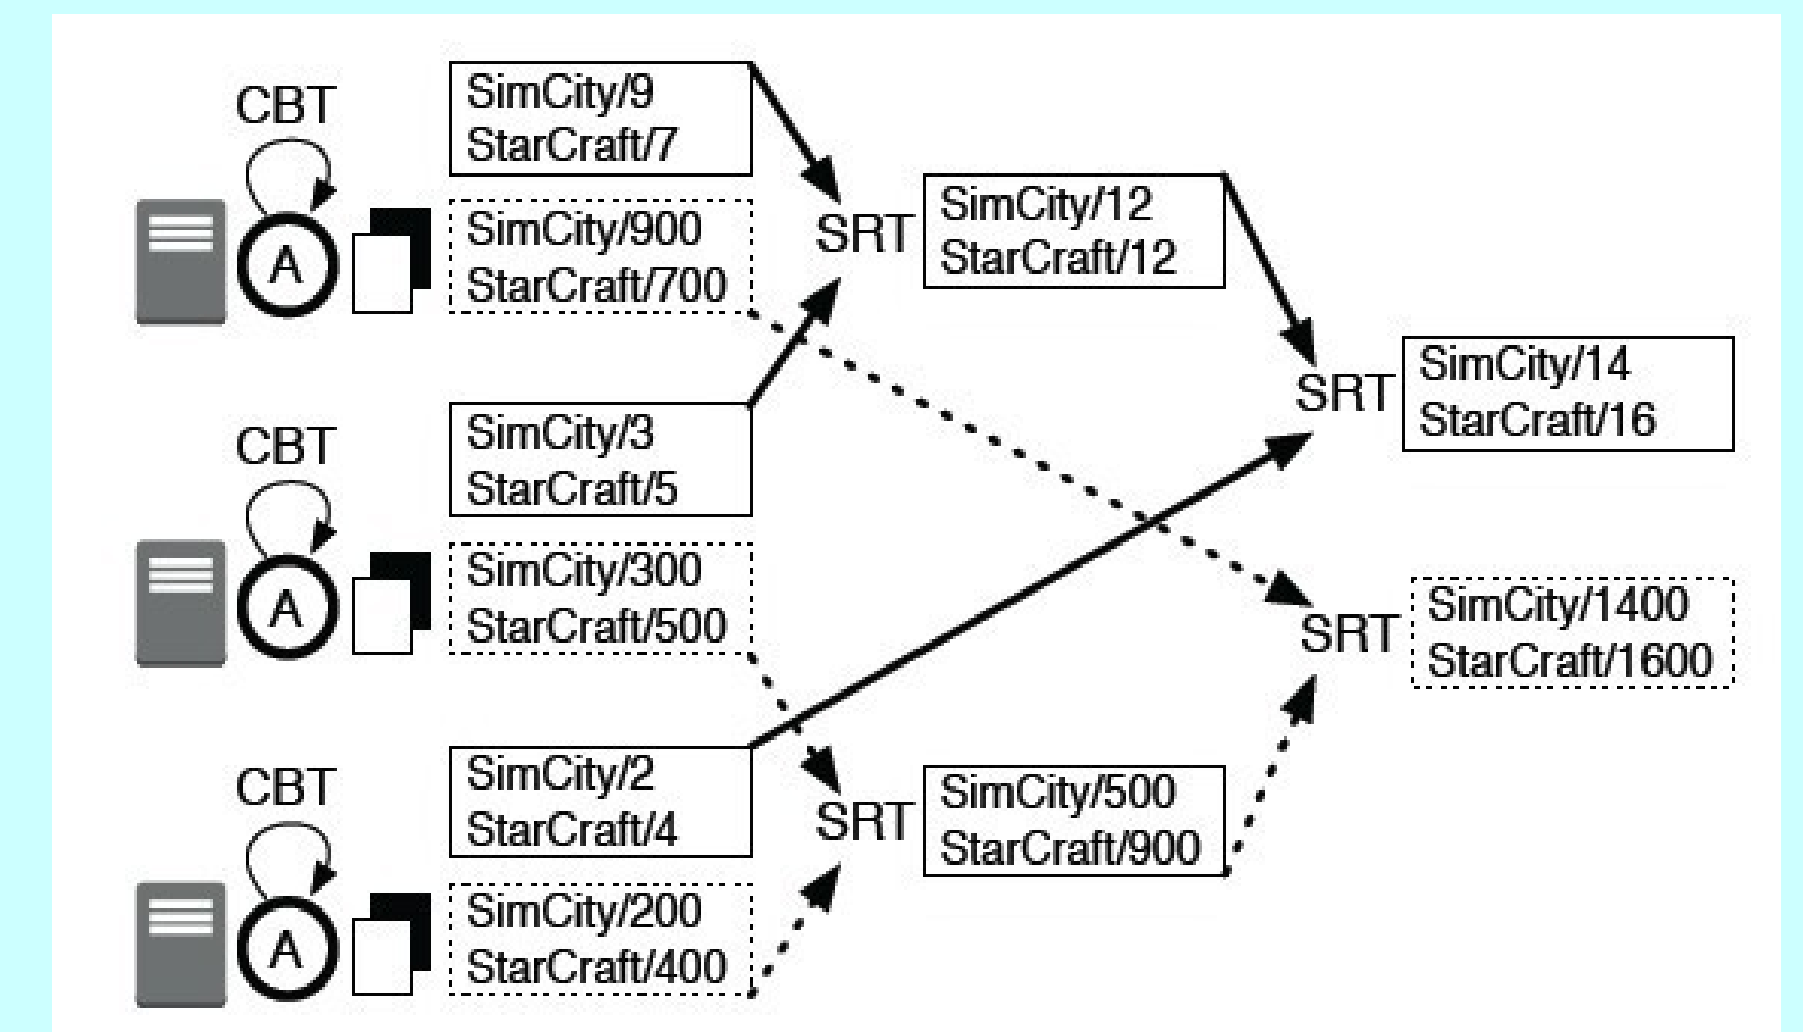 CBT
A
SimCity/9
StarCraft/7
SimCity/900
StarCraft/700
CBT
A
SimCity/3
StarCraft/5
SimCity/300
StarCraft/500
CBT
A
SimCity/2
StarCraft/4
SimCity/200
StarCraft/400
SRT
SimCity/12
StarCraft/12
SRT
SimCity/500
StarCraft/900
SRT
SimCity/14
StarCraft/16
SRT
SimCity/1400
StarCraft/1600